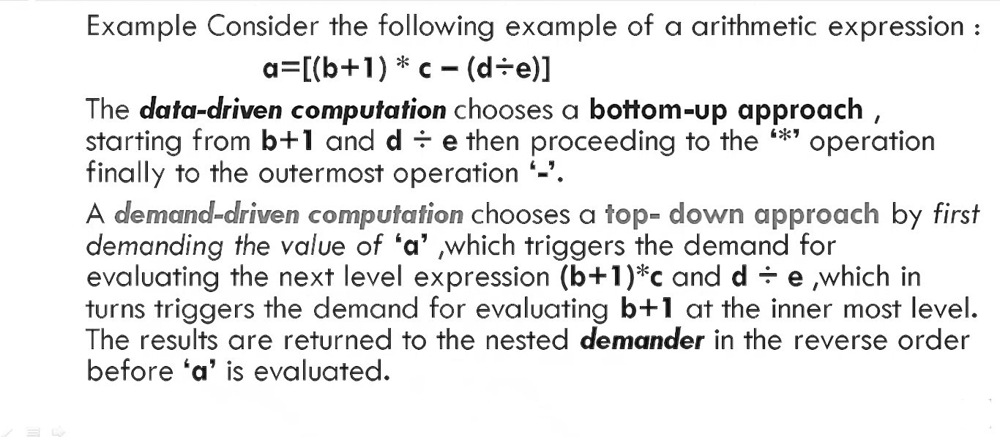 Example Consider the following example of a arithmetic expression :
a=[(b+1) * c – (d÷e)]
The data-driven computation chooses a bottom-up approach ,
starting from b+1 and d ÷ e then proceeding to the ‘*’ operation
finally to the outermost operation ‘-’.
A demand-driven computation chooses a top- down approach by first
demanding the value of ‘a’ ,which triggers the demand for
evaluating the next level expression (b+1)*c and d ÷ e ,which in
turns triggers the demand for evaluating b+1 at the inner most level.
The results are returned to the nested demander in the reverse order
before ‘a’ is evaluated.